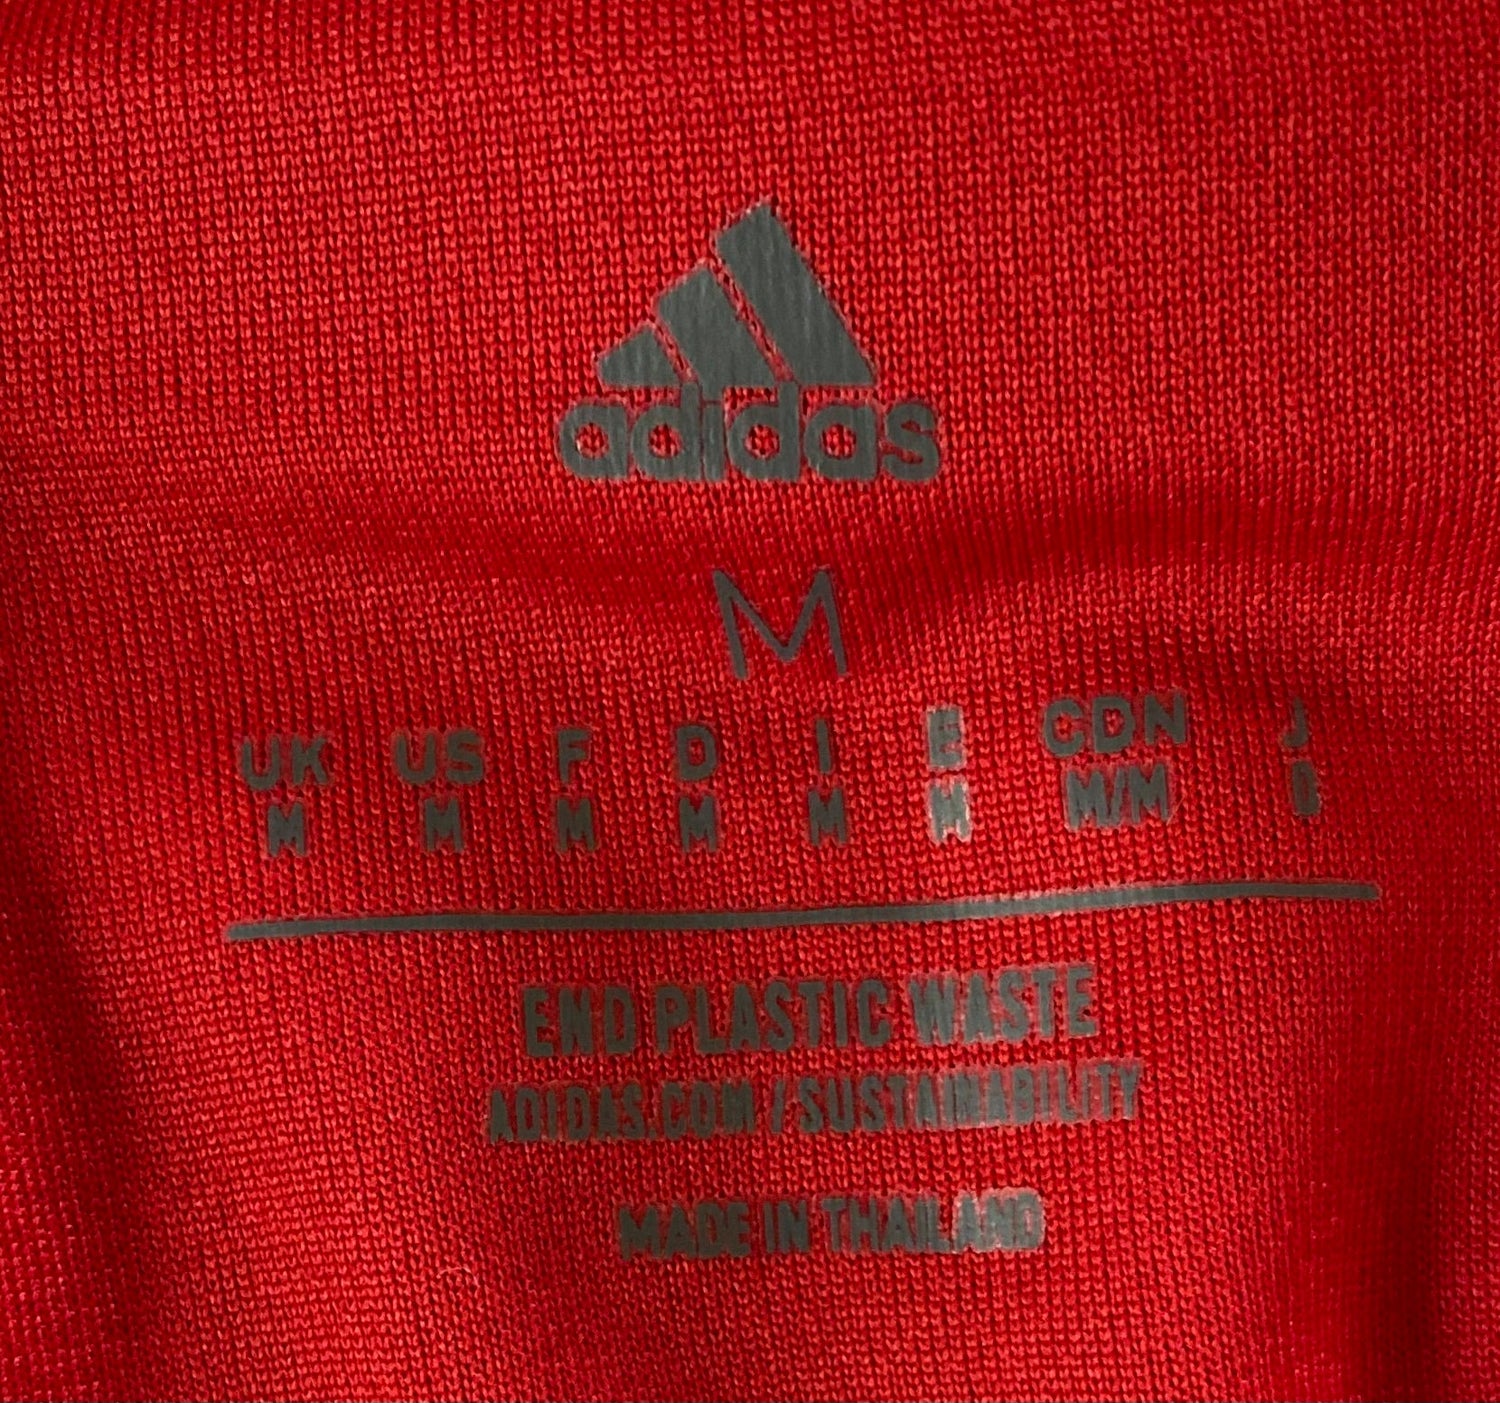 adidas
M
UK US F D I E CDN J
M M M M M M M/M O
END PLASTIC WASTE
ADIDAS.COM/SUSTAINABILITY
MADE IN THAILAND